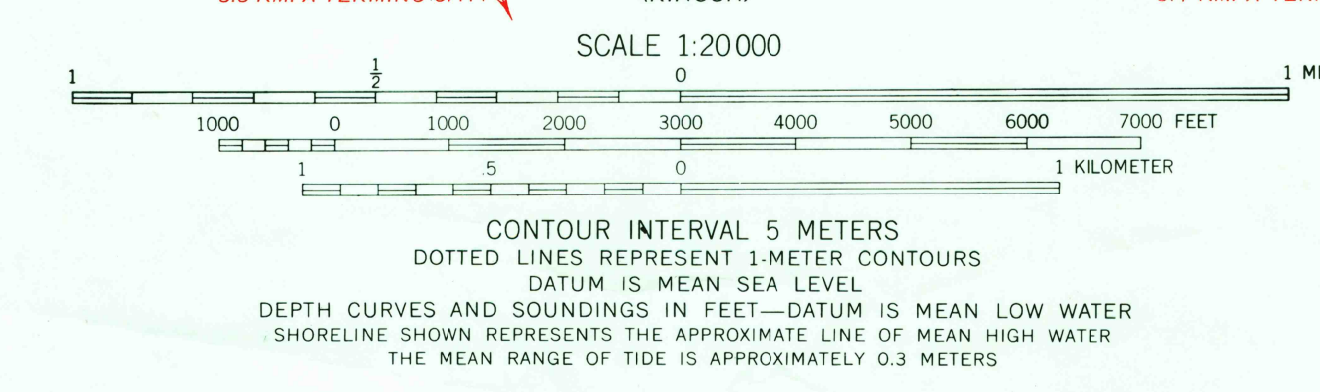 SCALE 1:20 000
1 1/2 0 1
1000 0 1000 2000 3000 4000 5000 6000 7000 FEET
1 .5 0 1 KILOMETER
CONTOUR INTERVAL 5 METERS
DOTTED LINES REPRESENT 1-METER CONTOURS
DATUM IS MEAN SEA LEVEL
DEPTH CURVES AND SOUNDINGS IN FEET—DATUM IS MEAN LOW WATER
SHORELINE SHOWN REPRESENTS THE APPROXIMATE LINE OF MEAN HIGH WATER
THE MEAN RANGE OF TIDE IS APPROXIMATELY 0.3 METERS